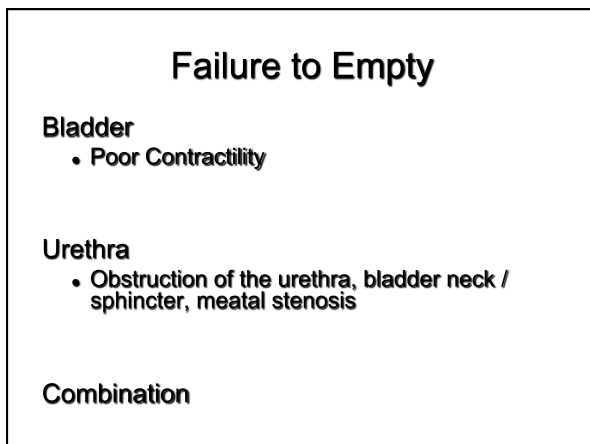 Failure to Empty
Bladder
• Poor Contractility
Urethra
• Obstruction of the urethra, bladder neck /
sphincter, meatal stenosis
Combination